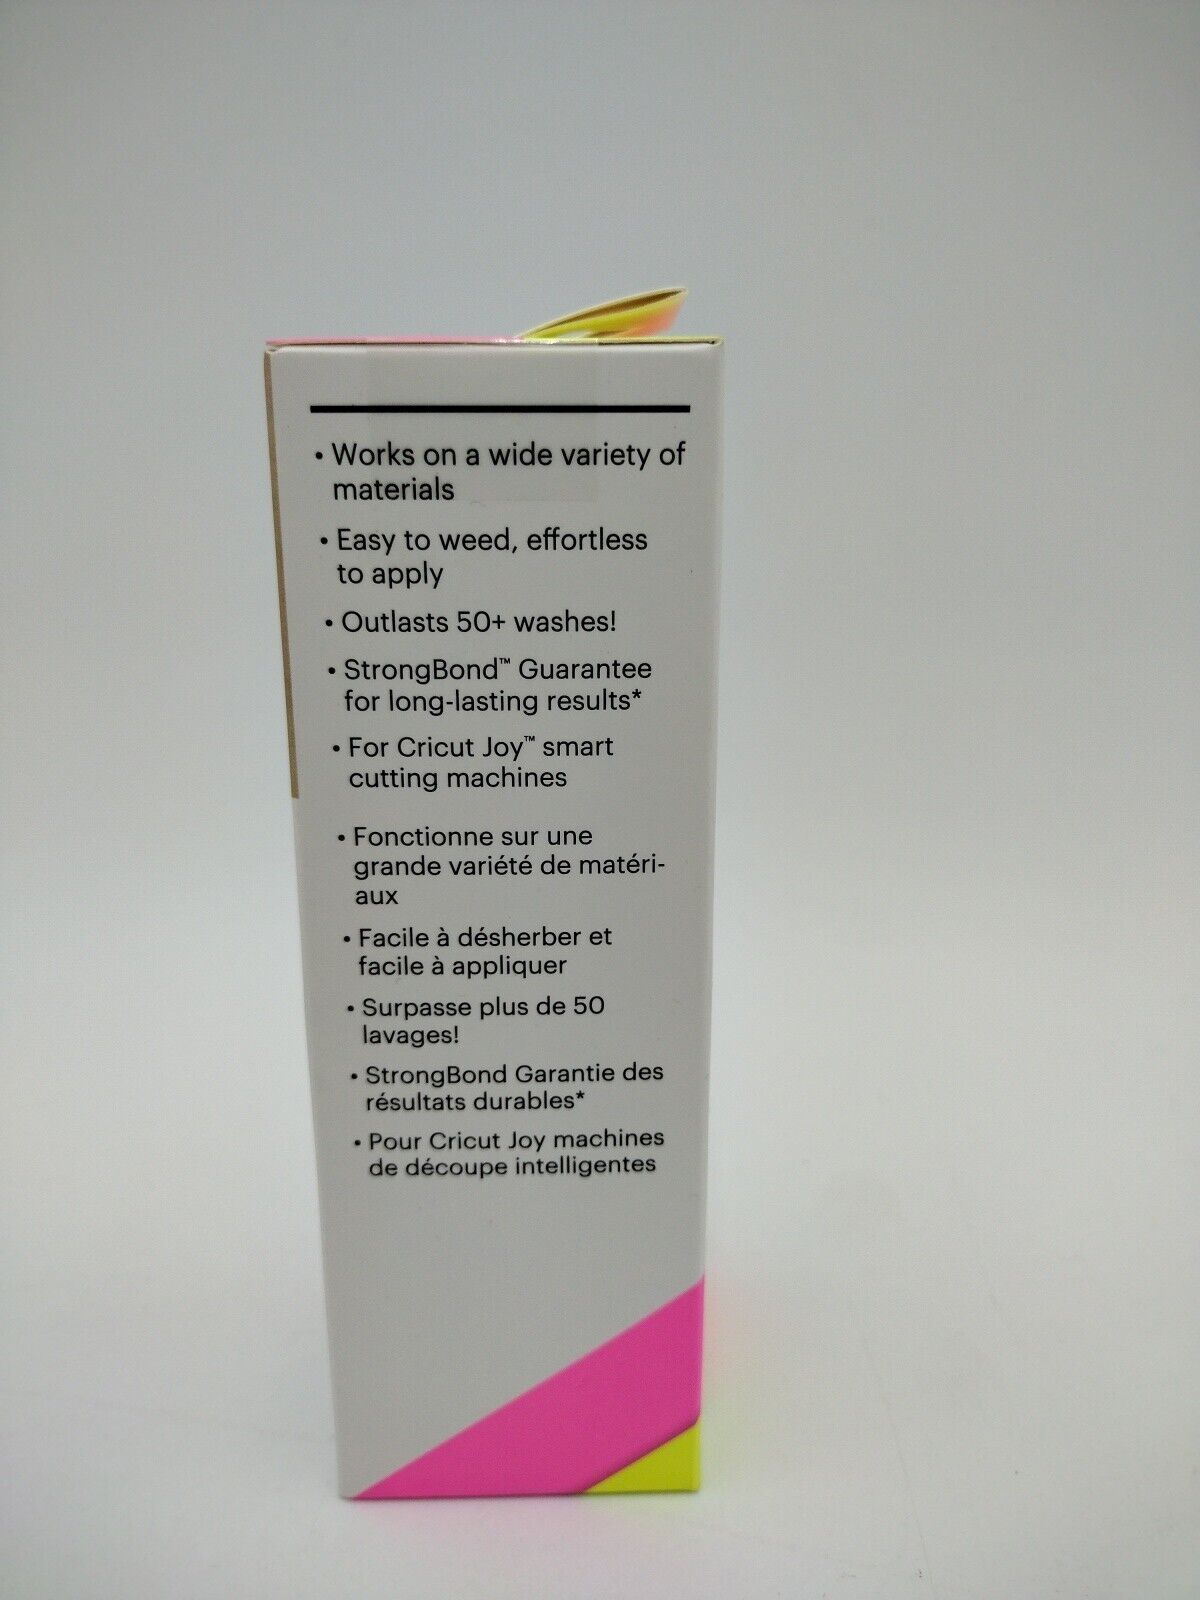 • Works on a wide variety of
materials
• Easy to weed, effortless
to apply
• Outlasts 50+ washes!
• StrongBond™ Guarantee
for long-lasting results*
• For Cricut Joy™ smart
cutting machines
• Fonctionne sur une
grande variété de matéri-
aux
• Facile à désherber et
facile à appliquer
• Surpasse plus de 50
lavages!
• StrongBond Garantie des
résultats durables*
• Pour Cricut Joy machines
de découpe intelligentes